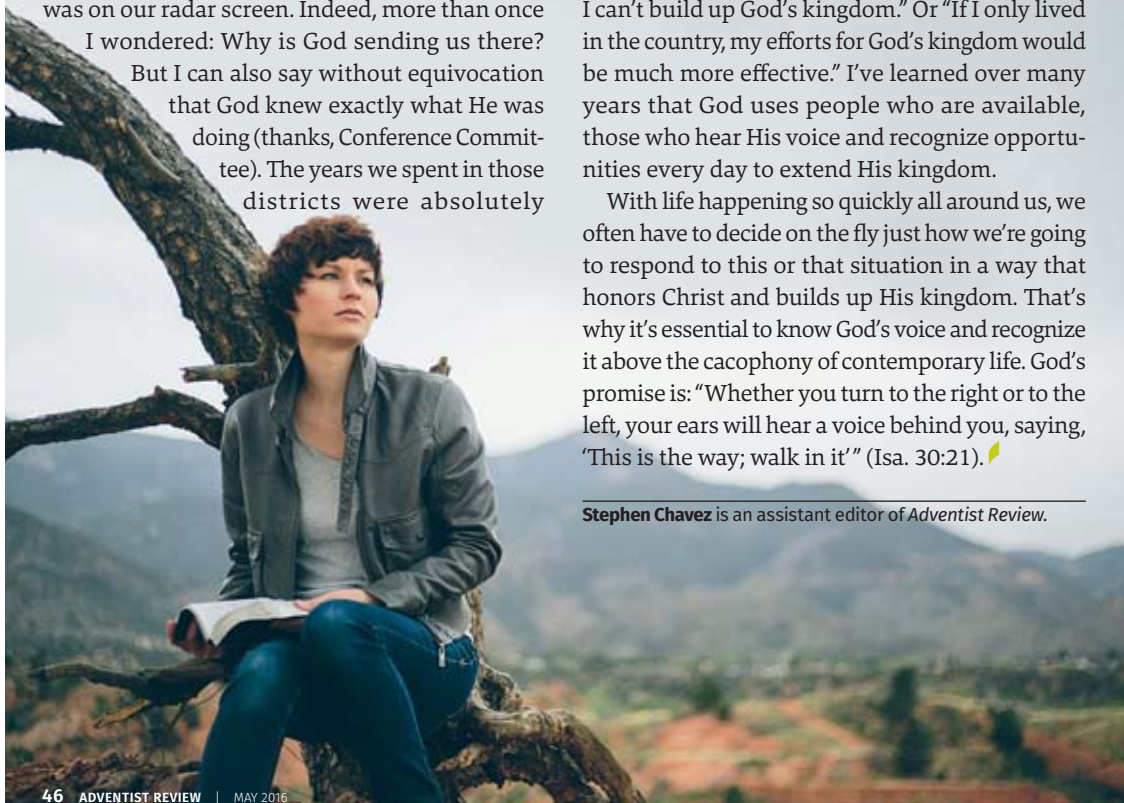 was on our radar screen. Indeed, more than once
I wondered: Why is God sending us there?
But I can also say without equivocation
that God knew exactly what He was
doing (thanks, Conference Commit-
tee). The years we spent in those
districts were absolutely
I can't build up God's kingdom.” Or “If I only lived
in the country, my efforts for God's kingdom would
be much more effective.” I've learned over many
years that God uses people who are available,
those who hear His voice and recognize opportu-
nities every day to extend His kingdom.
With life happening so quickly all around us, we
often have to decide on the fly just how we're going
to respond to this or that situation in a way that
honors Christ and builds up His kingdom. That's
why it's essential to know God's voice and recognize
it above the cacophony of contemporary life. God's
promise is: “Whether you turn to the right or to the
left, your ears will hear a voice behind you, saying,
‘This is the way; walk in it’” (Isa. 30:21).
Stephen Chavez is an assistant editor of Adventist Review.
46 ADVENTIST REVIEW | MAY 2016